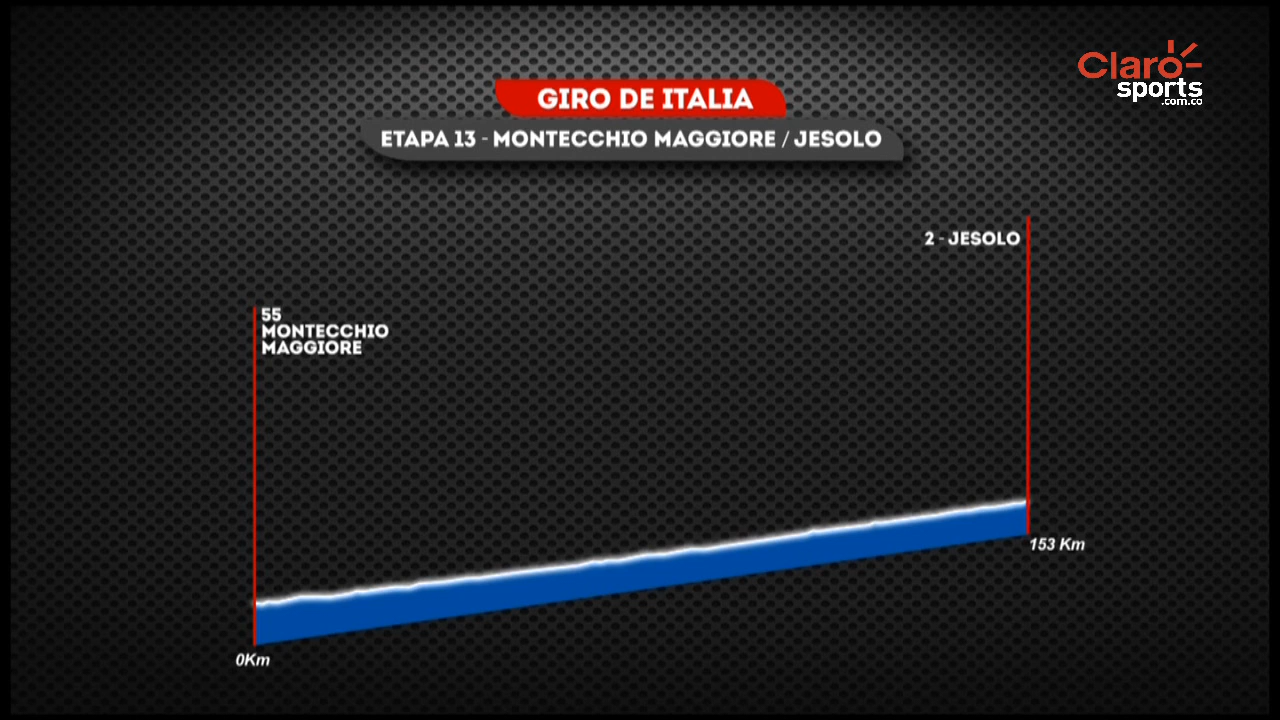 Claro
sports
.com.co
GIRO DE ITALIA
ETAPA 13 - MONTECCHIO MAGGIORE / JESOLO
2 - JESOLO
55
MONTECCHIO
MAGGIORE
153 Km
0Km